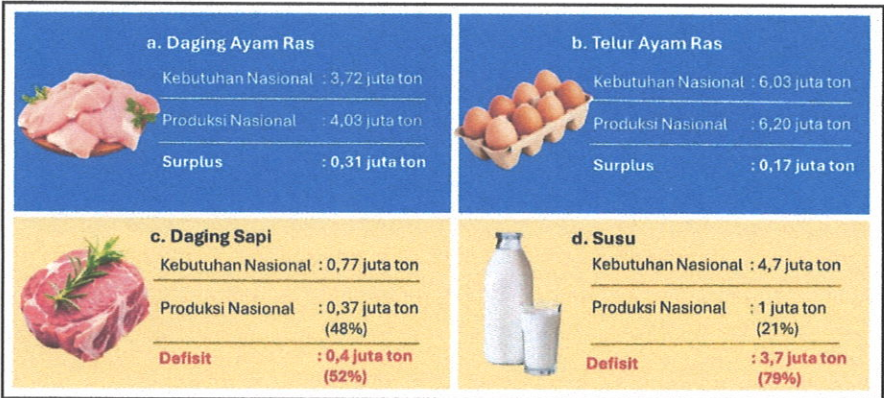 a. Daging Ayam Ras
Kebutuhan Nasional : 3,72 juta ton
Produksi Nasional : 4,03 juta ton
Surplus : 0,31 juta ton
b. Telur Ayam Ras
Kebutuhan Nasional : 6,03 juta ton
Produksi Nasional : 6,20 juta ton
Surplus : 0,17 juta ton
c. Daging Sapi
Kebutuhan Nasional : 0,77 juta ton
Produksi Nasional : 0,37 juta ton
(48%)
Defisit : 0,4 juta ton
(52%)
d. Susu
Kebutuhan Nasional : 4,7 juta ton
Produksi Nasional : 1 juta ton
(21%)
Defisit : 3,7 juta ton
(79%)